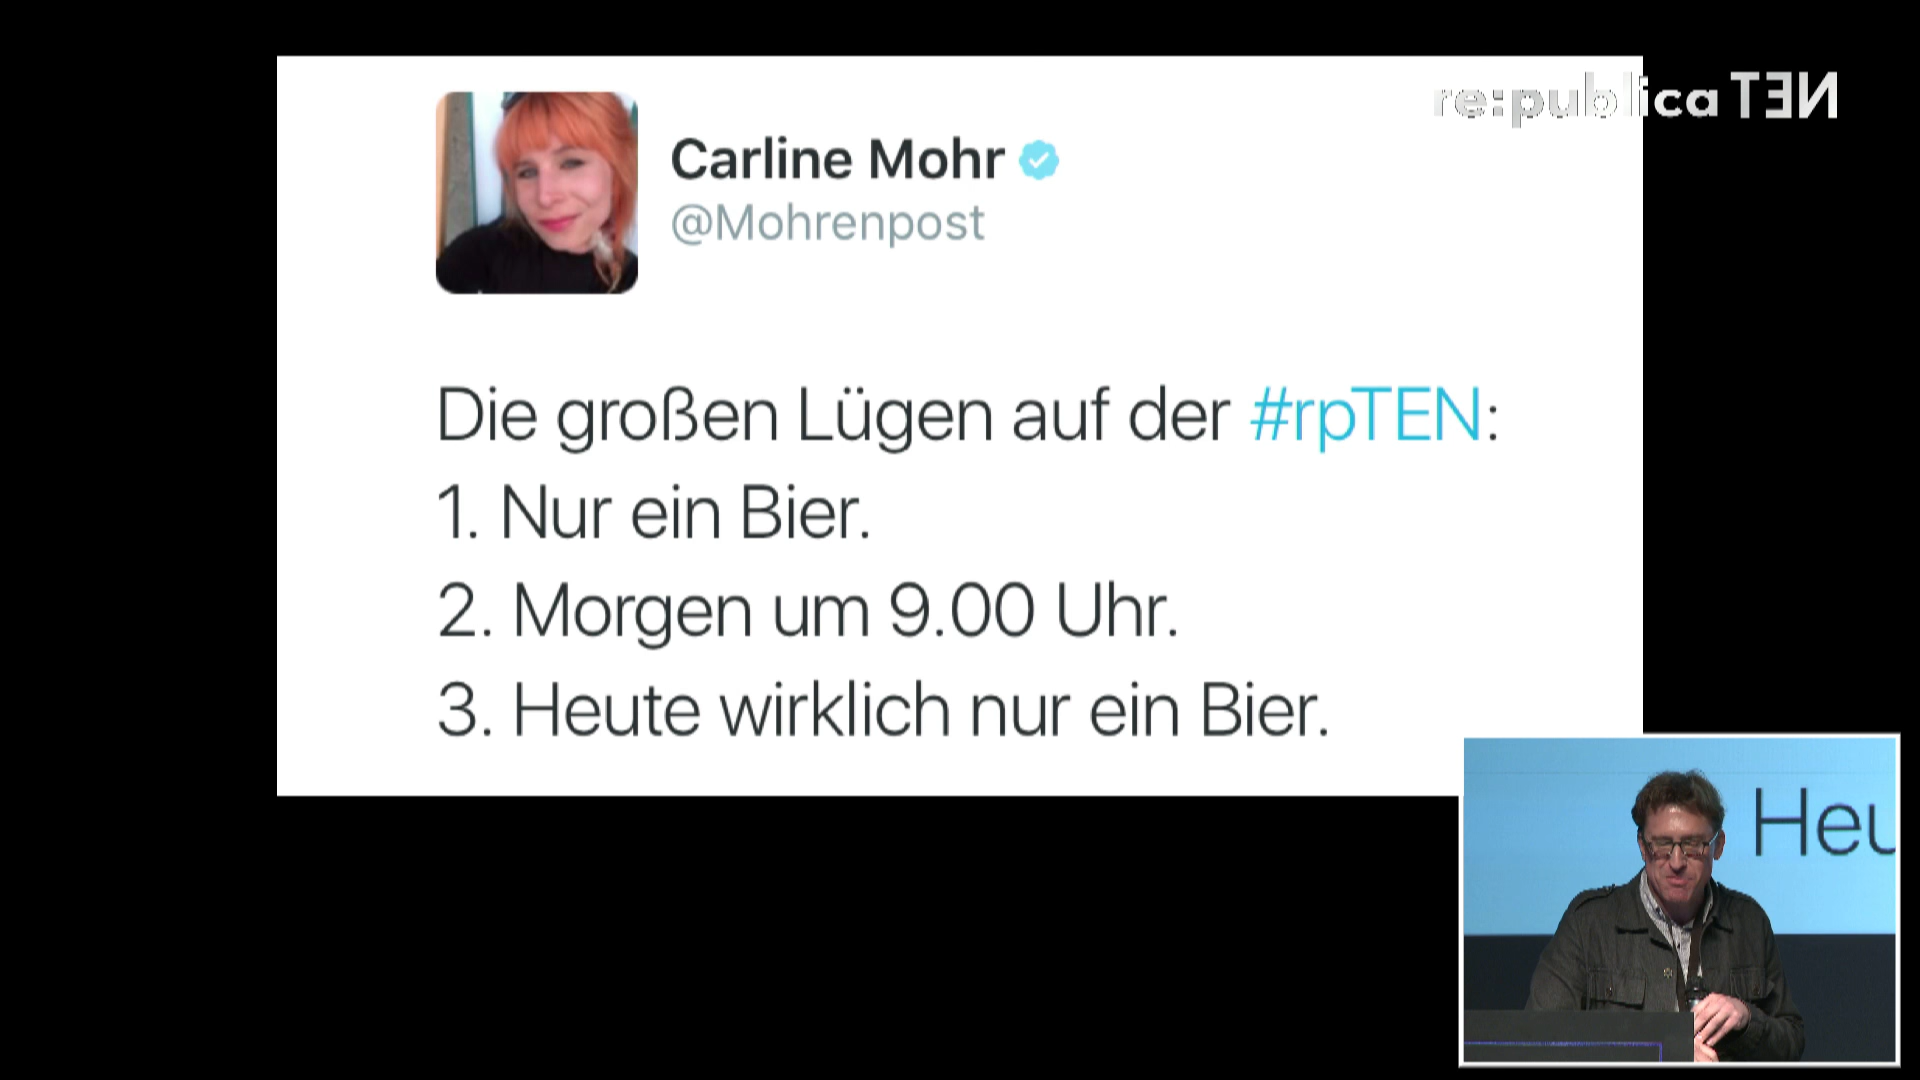 re:publica TEN
Carline Mohr
@Mohrenpost
Die großen Lügen auf der #rpTEN:
1. Nur ein Bier.
2. Morgen um 9.00 Uhr.
3. Heute wirklich nur ein Bier.
Heu